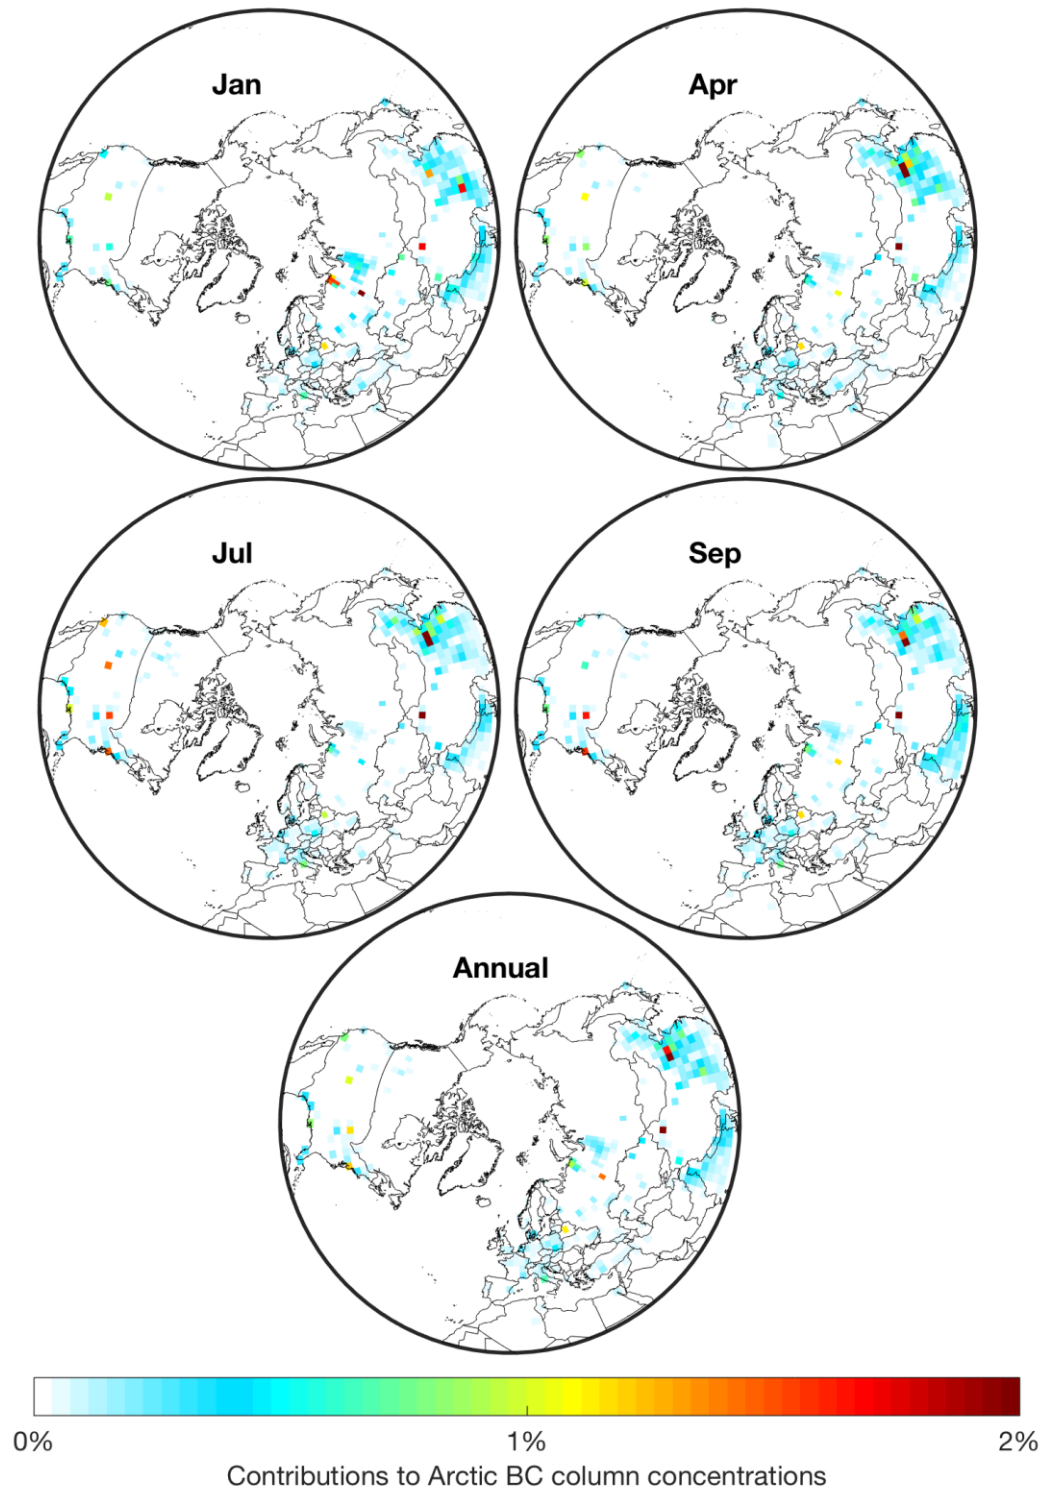 Jan
Apr
Jul
Sep
Annual
0%
1%
2%
Contributions to Arctic BC column concentrations